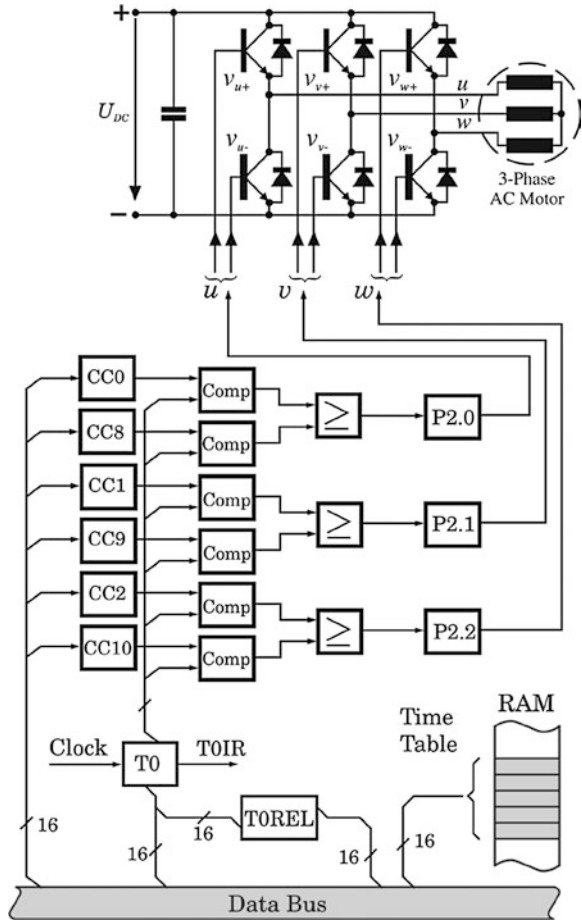 +
U_DC
−
v_u+
v_v+
v_w+
v_u-
v_v-
v_w-
u
v
w
3-Phase
AC Motor
u
v
w
CC0
Comp
≥
P2.0
CC8
Comp
CC1
Comp
≥
P2.1
CC9
Comp
CC2
Comp
≥
P2.2
CC10
Comp
Clock
T0
T0IR
Time
Table
RAM
T0REL
16
16
16
16
16
Data Bus